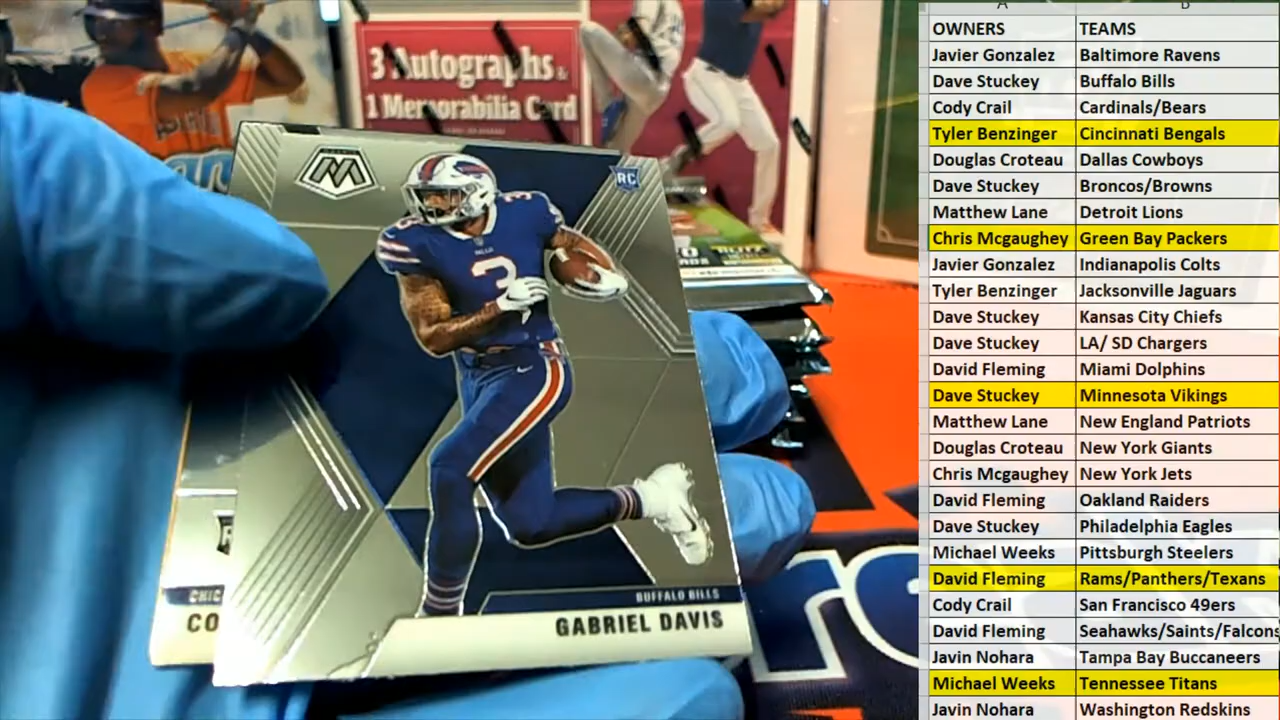 3 Autographs &
1 Memorabilia Card
MOSAIC
RC
3
3
BUFFALO BILLS
GABRIEL DAVIS
CHIC
CO
A B
OWNERS TEAMS
Javier Gonzalez Baltimore Ravens
Dave Stuckey Buffalo Bills
Cody Crail Cardinals/Bears
Tyler Benzinger Cincinnati Bengals
Douglas Croteau Dallas Cowboys
Dave Stuckey Broncos/Browns
Matthew Lane Detroit Lions
Chris Mcgaughey Green Bay Packers
Javier Gonzalez Indianapolis Colts
Tyler Benzinger Jacksonville Jaguars
Dave Stuckey Kansas City Chiefs
Dave Stuckey LA/ SD Chargers
David Fleming Miami Dolphins
Dave Stuckey Minnesota Vikings
Matthew Lane New England Patriots
Douglas Croteau New York Giants
Chris Mcgaughey New York Jets
David Fleming Oakland Raiders
Dave Stuckey Philadelphia Eagles
Michael Weeks Pittsburgh Steelers
David Fleming Rams/Panthers/Texans
Cody Crail San Francisco 49ers
David Fleming Seahawks/Saints/Falcons
Javin Nohara Tampa Bay Buccaneers
Michael Weeks Tennessee Titans
Javin Nohara Washington Redskins